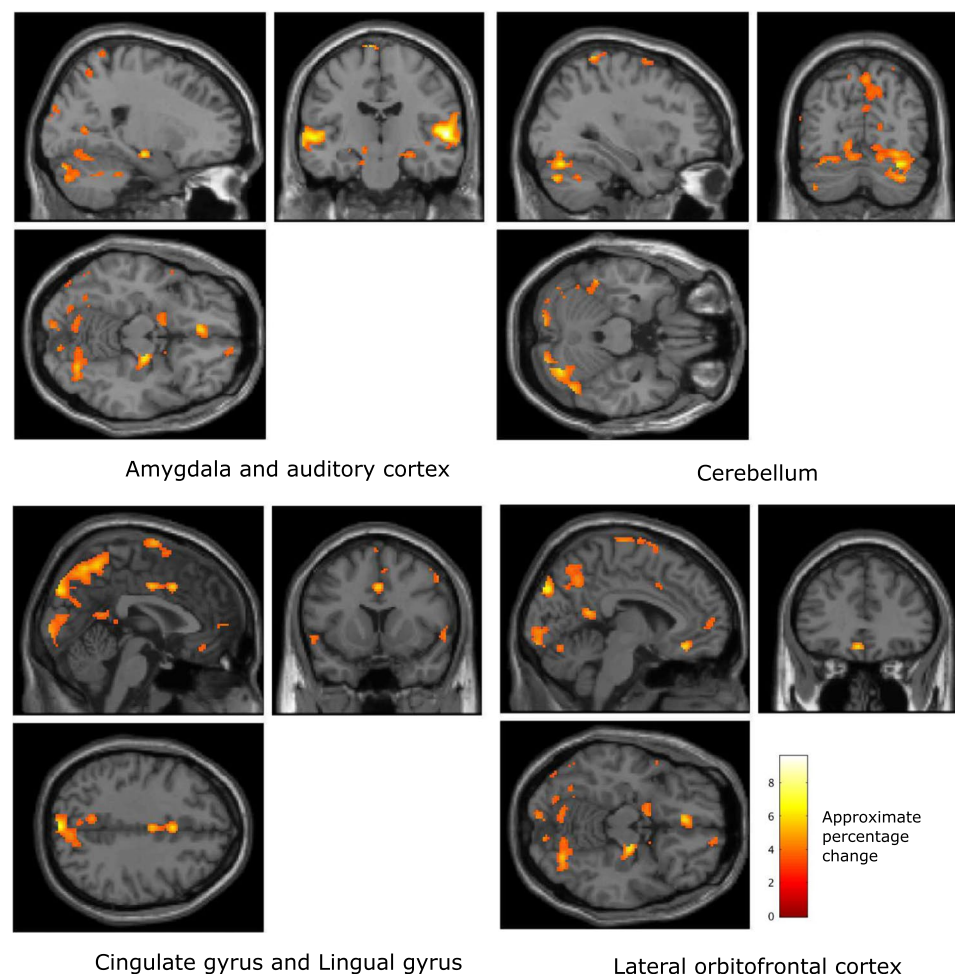 Amygdala and auditory cortex
Cerebellum
8
6
4
2
0
Approximate
percentage
change
Cingulate gyrus and Lingual gyrus
Lateral orbitofrontal cortex